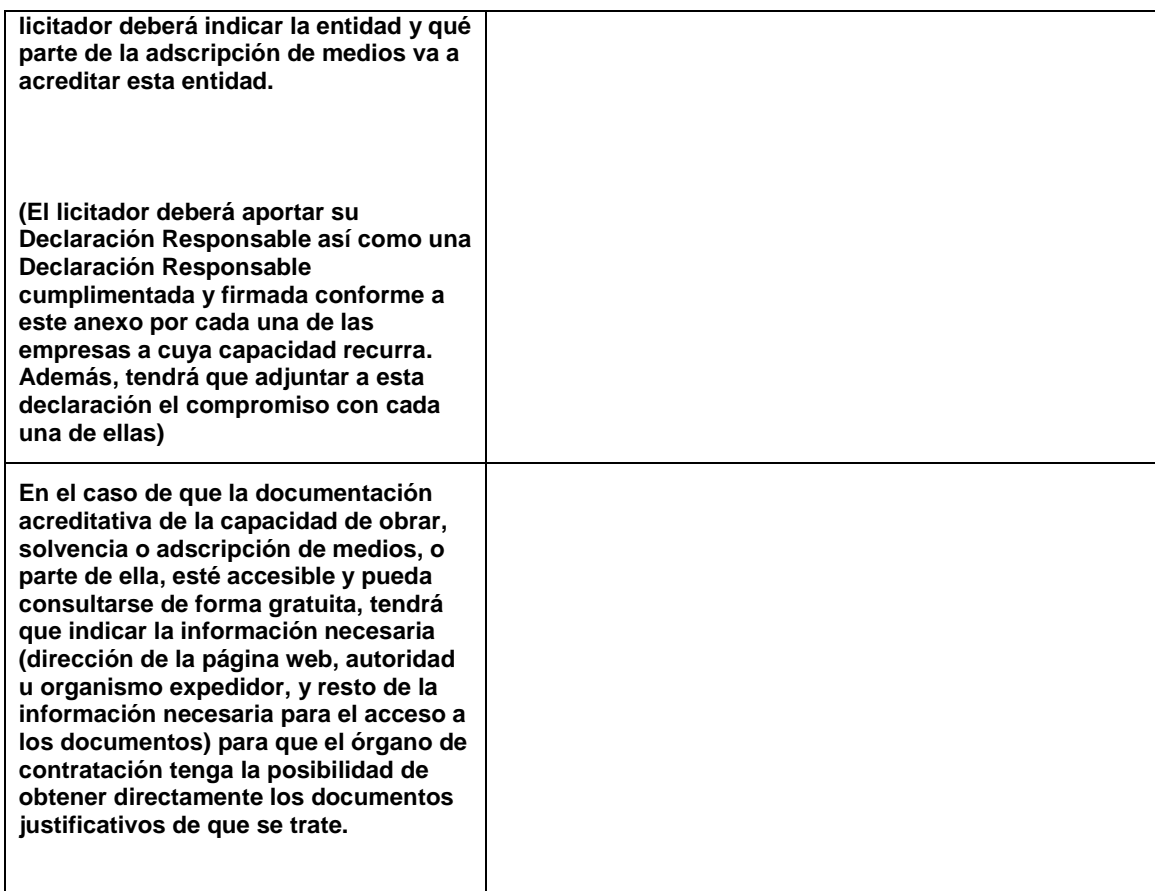 licitador deberá indicar la entidad y qué
parte de la adscripción de medios va a
acreditar esta entidad.
(El licitador deberá aportar su
Declaración Responsable así como una
Declaración Responsable
cumplimentada y firmada conforme a
este anexo por cada una de las
empresas a cuya capacidad recurra.
Además, tendrá que adjuntar a esta
declaración el compromiso con cada
una de ellas)
En el caso de que la documentación
acreditativa de la capacidad de obrar,
solvencia o adscripción de medios, o
parte de ella, esté accesible y pueda
consultarse de forma gratuita, tendrá
que indicar la información necesaria
(dirección de la página web, autoridad
u organismo expedidor, y resto de la
información necesaria para el acceso a
los documentos) para que el órgano de
contratación tenga la posibilidad de
obtener directamente los documentos
justificativos de que se trate.